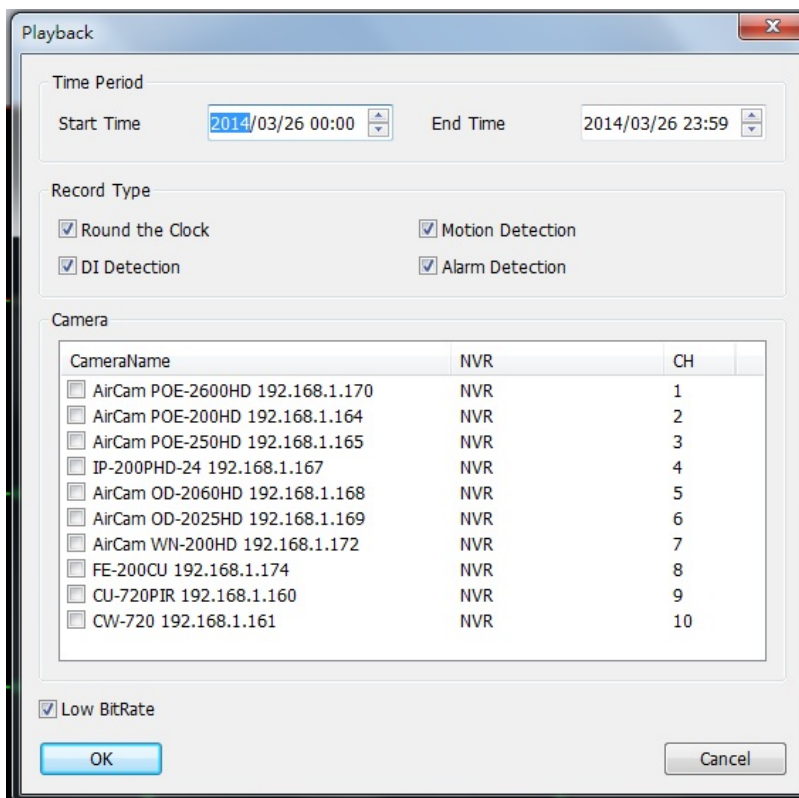 Playback
Time Period
Start Time 2014/03/26 00:00 End Time 2014/03/26 23:59
Record Type
Round the Clock Motion Detection
DI Detection Alarm Detection
Camera
CameraName NVR CH
AirCam POE-2600HD 192.168.1.170 NVR 1
AirCam POE-200HD 192.168.1.164 NVR 2
AirCam POE-250HD 192.168.1.165 NVR 3
IP-200PHD-24 192.168.1.167 NVR 4
AirCam OD-2060HD 192.168.1.168 NVR 5
AirCam OD-2025HD 192.168.1.169 NVR 6
AirCam WN-200HD 192.168.1.172 NVR 7
FE-200CU 192.168.1.174 NVR 8
CU-720PIR 192.168.1.160 NVR 9
CW-720 192.168.1.161 NVR 10
Low BitRate
OK Cancel